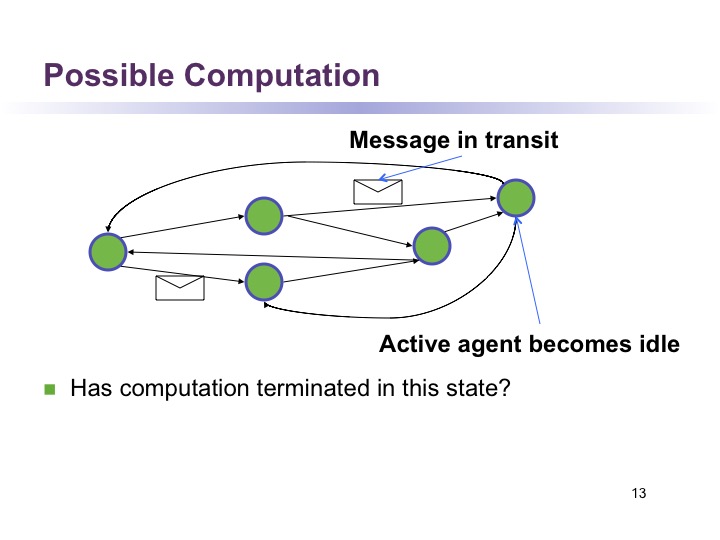 Possible Computation
Message in transit
Active agent becomes idle
Has computation terminated in this state?
13